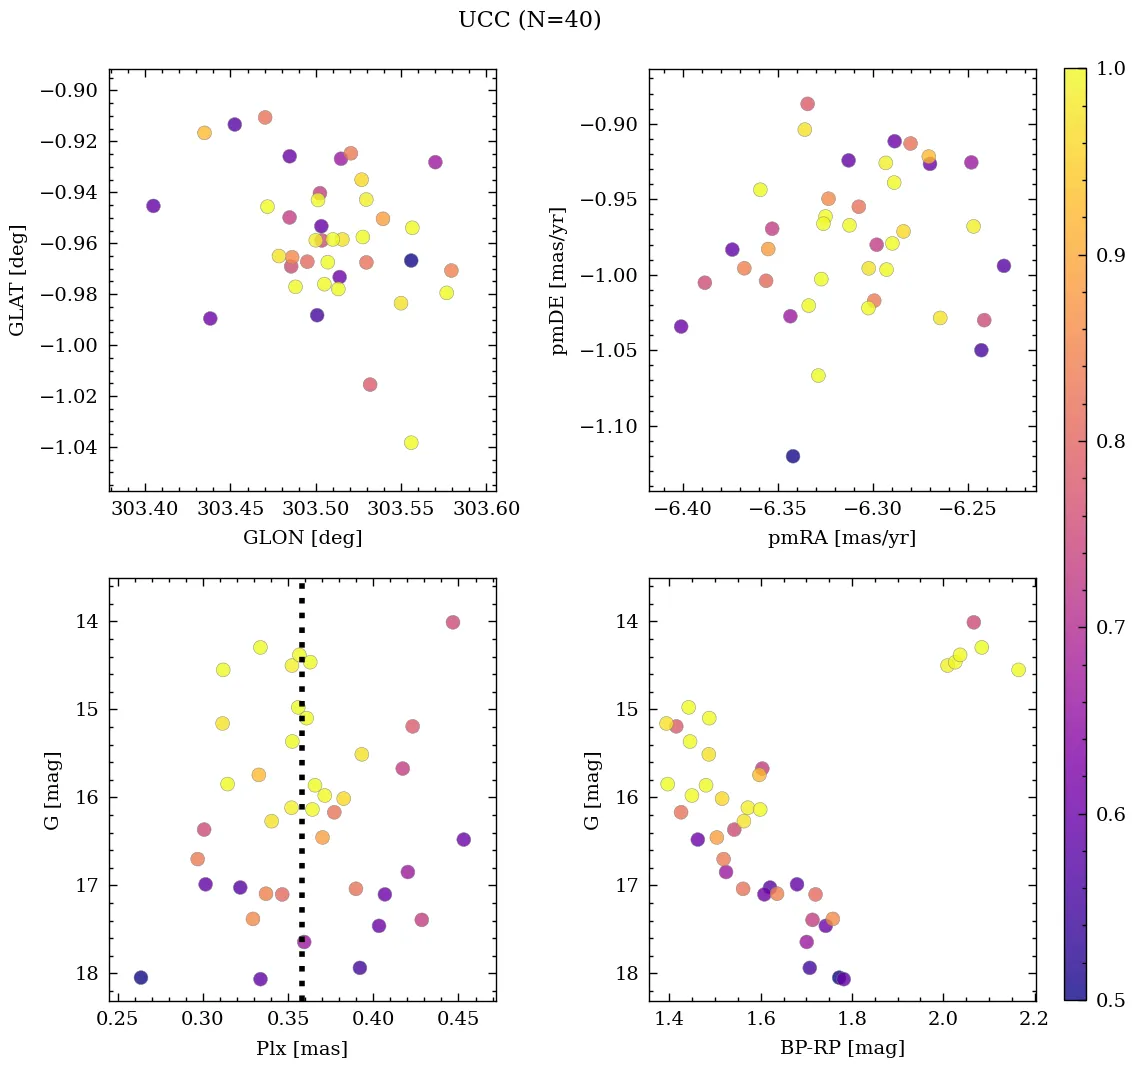 UCC (N=40)
−0.90
−0.92
−0.94
−0.96
−0.98
−1.00
−1.02
−1.04
GLAT [deg]
303.40 303.45 303.50 303.55 303.60
GLON [deg]
−0.90
−0.95
−1.00
−1.05
−1.10
pmDE [mas/yr]
−6.40 −6.35 −6.30 −6.25
pmRA [mas/yr]
14
15
16
17
18
G [mag]
0.25 0.30 0.35 0.40 0.45
Plx [mas]
14
15
16
17
18
G [mag]
1.4 1.6 1.8 2.0 2.2
BP-RP [mag]
1.0
0.9
0.8
0.7
0.6
0.5